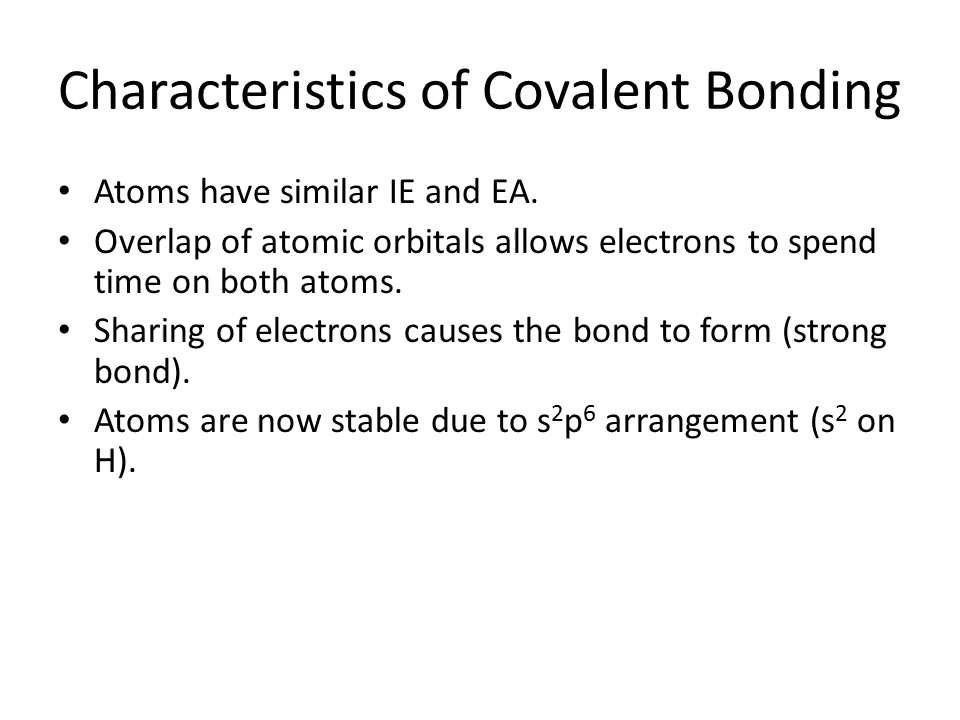 Characteristics of Covalent Bonding
• Atoms have similar IE and EA.
• Overlap of atomic orbitals allows electrons to spend
time on both atoms.
• Sharing of electrons causes the bond to form (strong
bond).
• Atoms are now stable due to s²p⁶ arrangement (s² on
H).